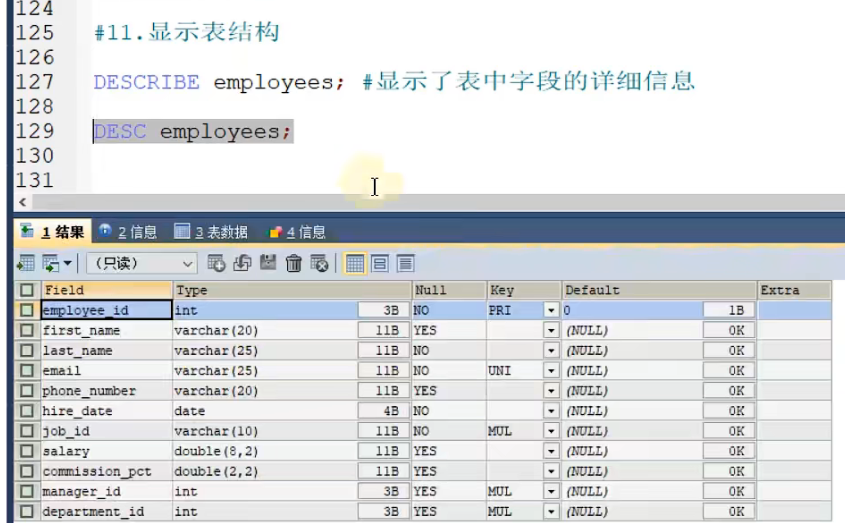 124
125 #11.显示表结构
126
127 DESCRIBE employees; #显示了表中字段的详细信息
128
129 DESC employees;
130
131
1 结果 2 信息 3 表数据 4 信息
(只读)
Field Type Null Key Default Extra
employee_id int 3B NO PRI 0 1B
first_name varchar(20) 11B YES (NULL) 0K
last_name varchar(25) 11B NO (NULL) 0K
email varchar(25) 11B NO UNI (NULL) 0K
phone_number varchar(20) 11B YES (NULL) 0K
hire_date date 4B NO (NULL) 0K
job_id varchar(10) 11B NO MUL (NULL) 0K
salary double(8,2) 11B YES (NULL) 0K
commission_pct double(2,2) 11B YES (NULL) 0K
manager_id int 3B YES MUL (NULL) 0K
department_id int 3B YES MUL (NULL) 0K